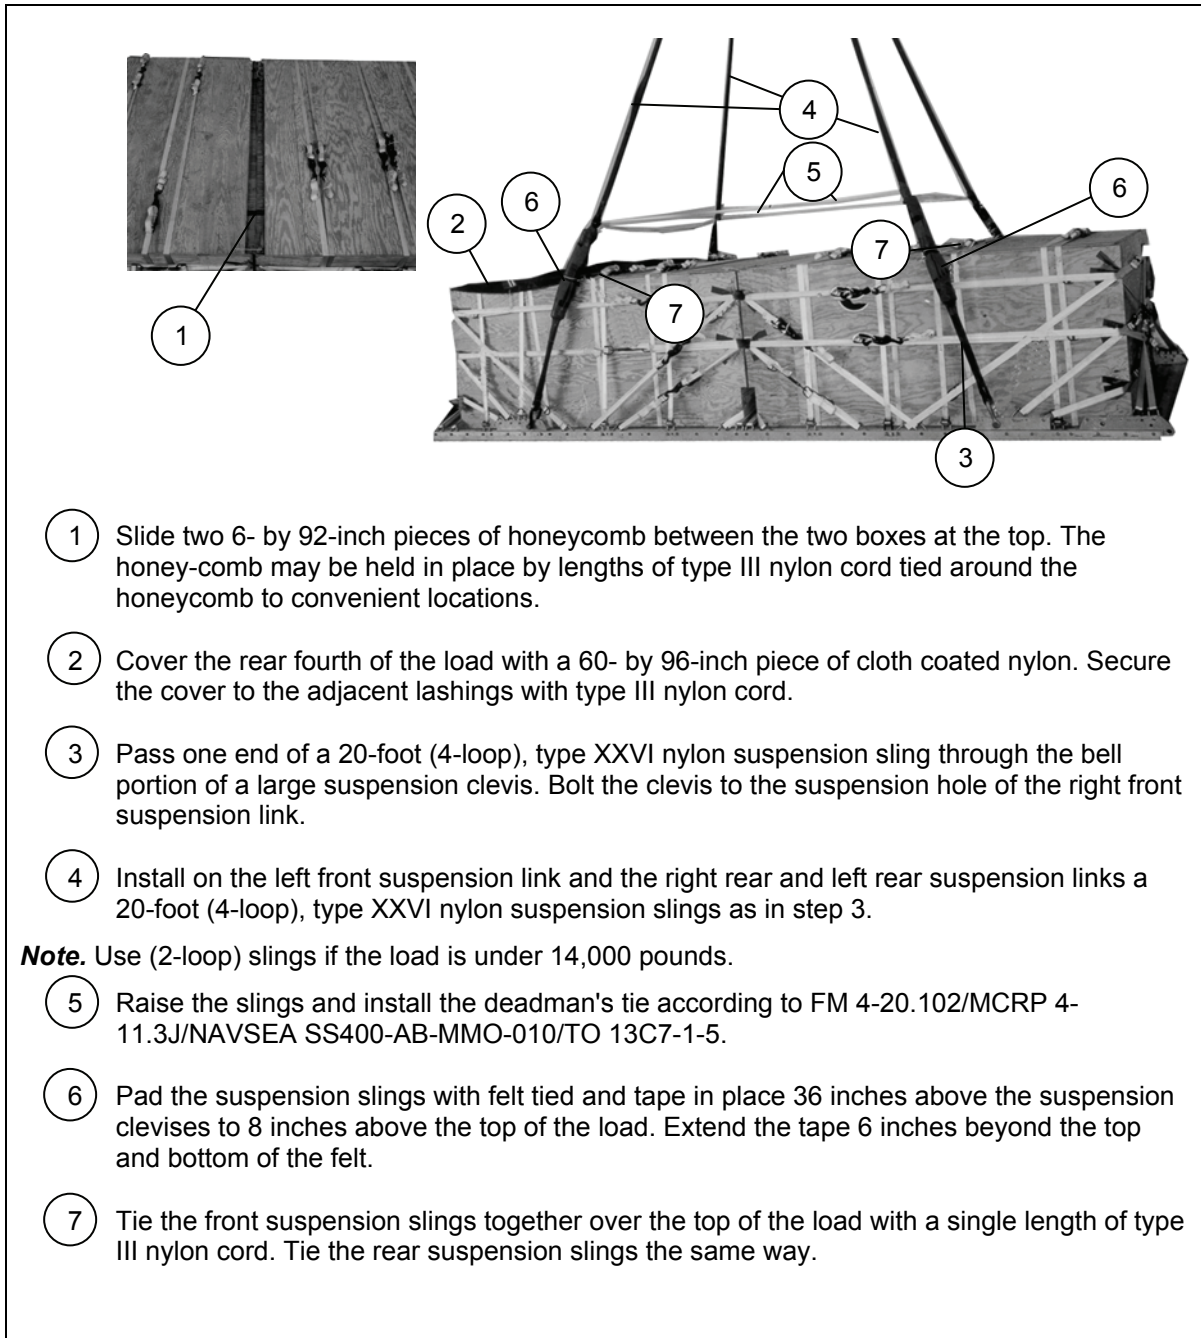 4
5
6
6
2
7
7
1
3
1 Slide two 6- by 92-inch pieces of honeycomb between the two boxes at the top. The
honey-comb may be held in place by lengths of type III nylon cord tied around the
honeycomb to convenient locations.
2 Cover the rear fourth of the load with a 60- by 96-inch piece of cloth coated nylon. Secure
the cover to the adjacent lashings with type III nylon cord.
3 Pass one end of a 20-foot (4-loop), type XXVI nylon suspension sling through the bell
portion of a large suspension clevis. Bolt the clevis to the suspension hole of the right front
suspension link.
4 Install on the left front suspension link and the right rear and left rear suspension links a
20-foot (4-loop), type XXVI nylon suspension slings as in step 3.
Note. Use (2-loop) slings if the load is under 14,000 pounds.
5 Raise the slings and install the deadman's tie according to FM 4-20.102/MCRP 4-
11.3J/NAVSEA SS400-AB-MMO-010/TO 13C7-1-5.
6 Pad the suspension slings with felt tied and tape in place 36 inches above the suspension
clevises to 8 inches above the top of the load. Extend the tape 6 inches beyond the top
and bottom of the felt.
7 Tie the front suspension slings together over the top of the load with a single length of type
III nylon cord. Tie the rear suspension slings the same way.